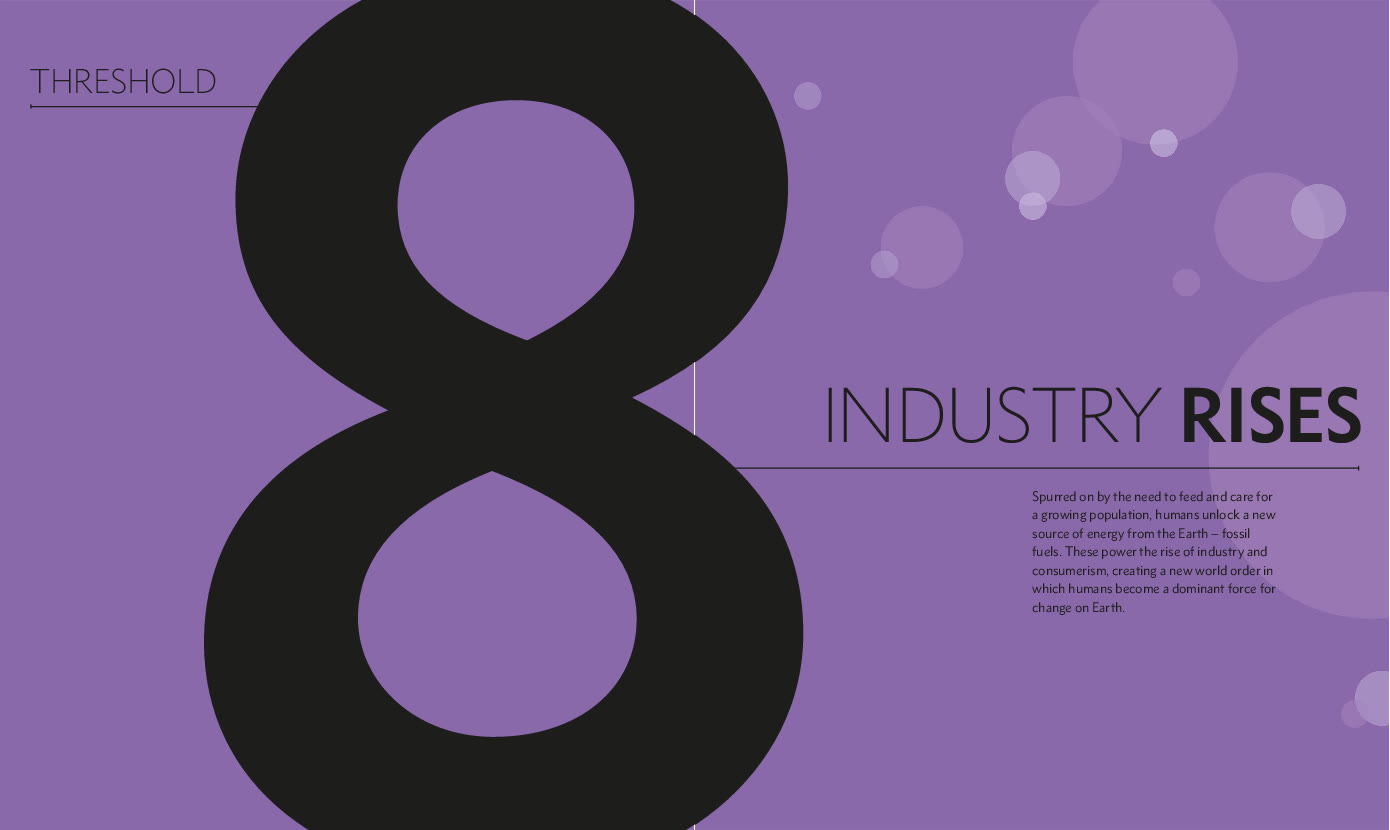 THRESHOLD
8
INDUSTRY RISES
Spurred on by the need to feed and care for
a growing population, humans unlock a new
source of energy from the Earth – fossil
fuels. These power the rise of industry and
consumerism, creating a new world order in
which humans become a dominant force for
change on Earth.